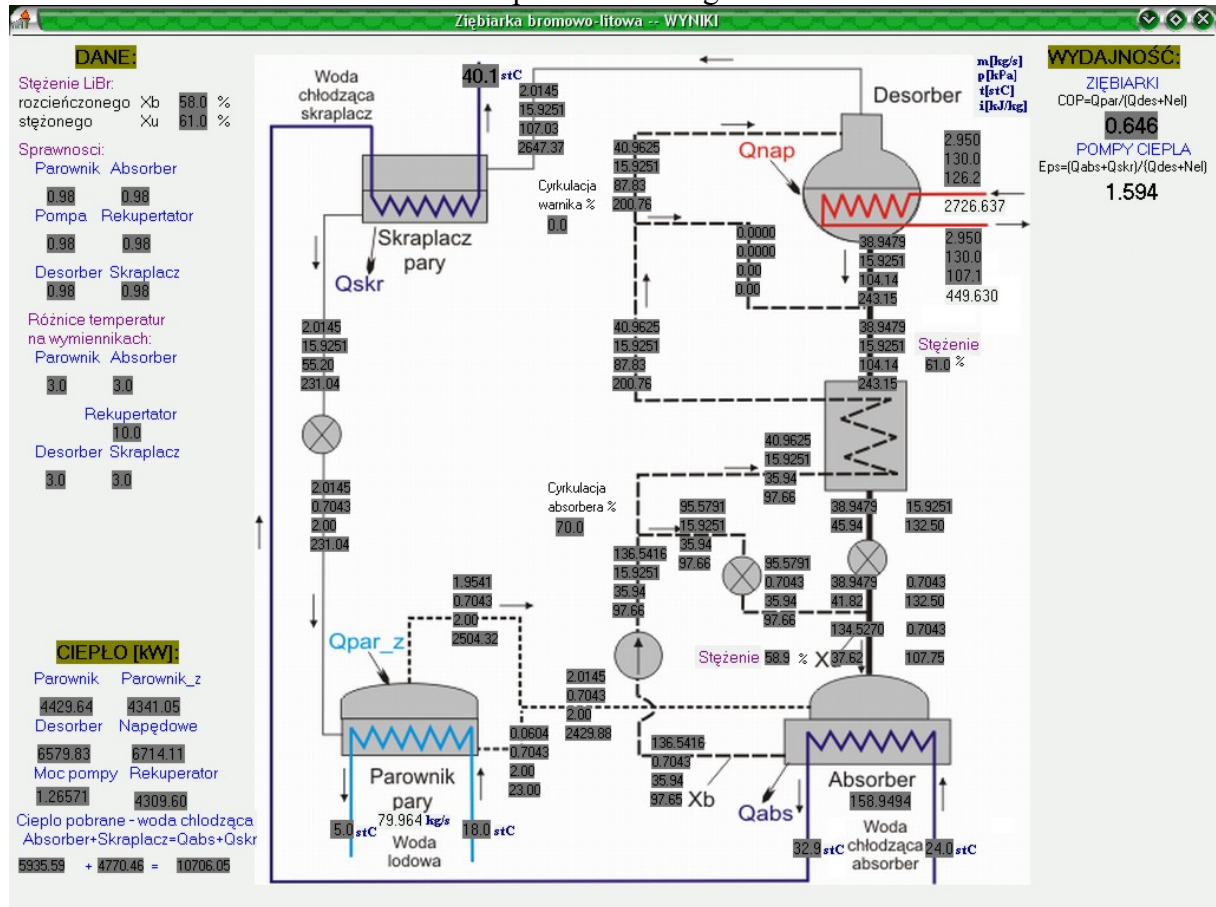 Ziębiarka bromowo-litowa -- WYNIKI
DANE:
Stężenie LiBr:
rozcieńczonego Xb 58.0 %
stężonego Xu 61.0 %
Sprawnosci:
Parownik Absorber
0.98 0.98
Pompa Rekupertator
0.98 0.98
Desorber Skraplacz
0.98 0.98
Różnice temperatur
na wymiennikach:
Parownik Absorber
3.0 3.0
Rekupertator
10.0
Desorber Skraplacz
3.0 3.0
CIEPŁO [kW]:
Parownik Parownik_z
4429.64 4341.05
Desorber Napędowe
6579.83 6714.11
Moc pompy Rekuperator
1.26571 4309.60
Cieplo pobrane - woda chlodząca
Absorber+Skraplacz=Qabs+Qskr
5935.59 + 4770.46 = 10706.05
Woda
chłodząca
skraplacz
40.1 stC
2.0145
15.9251
107.03
2647.37
Skraplacz
pary
Qskr
2.0145
15.9251
55.20
231.04
2.0145
0.7043
2.00
231.04
Cyrkulacja
warnika %
0.0
40.9625
15.9251
87.83
200.76
40.9625
15.9251
87.83
200.76
Desorber
m[kg/s]
p[kPa]
t[stC]
i[kJ/kg]
Qnap
2.950
130.0
126.2
2726.637
2.950
130.0
107.1
449.630
0.0000
0.0000
0.00
0.00
38.9479
15.9251
104.14
243.15
38.9479
15.9251
104.14
243.15
Stężenie
61.0 %
40.9625
15.9251
35.94
97.66
Cyrkulacja
absorbera %
70.0
95.5791
15.9251
35.94
97.66
38.9479 15.9251
45.94 132.50
136.5416
15.9251
35.94
97.66
95.5791
0.7043
35.94
97.66
38.9479 0.7043
41.82 132.50
134.5270 0.7043
37.62 107.75
Stężenie 58.9 %
1.9541
0.7043
2.00
2504.32
Qpar_z
2.0145
0.7043
2.00
2429.88
0.0604
0.7043
2.00
23.00
136.5416
0.7043
35.94
97.65
Xb
Parownik
pary
79.964 kg/s
5.0 stC
18.0 stC
Woda
lodowa
Qabs
Absorber
158.9494
Woda
chłodząca
absorber
32.9 stC
24.0 stC
WYDAJNOŚĆ:
ZIĘBIARKI
COP=Qpar/(Qdes+Nel)
0.646
POMPY CIEPLA
Eps=(Qabs+Qskr)/(Qdes+Nel)
1.594